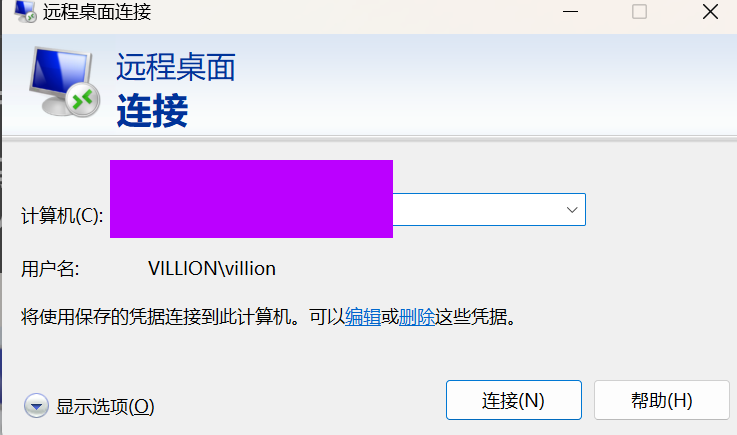 远程桌面连接
远程桌面
连接
计算机(C):
用户名: VILLION\villion
将使用保存的凭据连接到此计算机。可以编辑或删除这些凭据。
显示选项(O) 连接(N) 帮助(H)